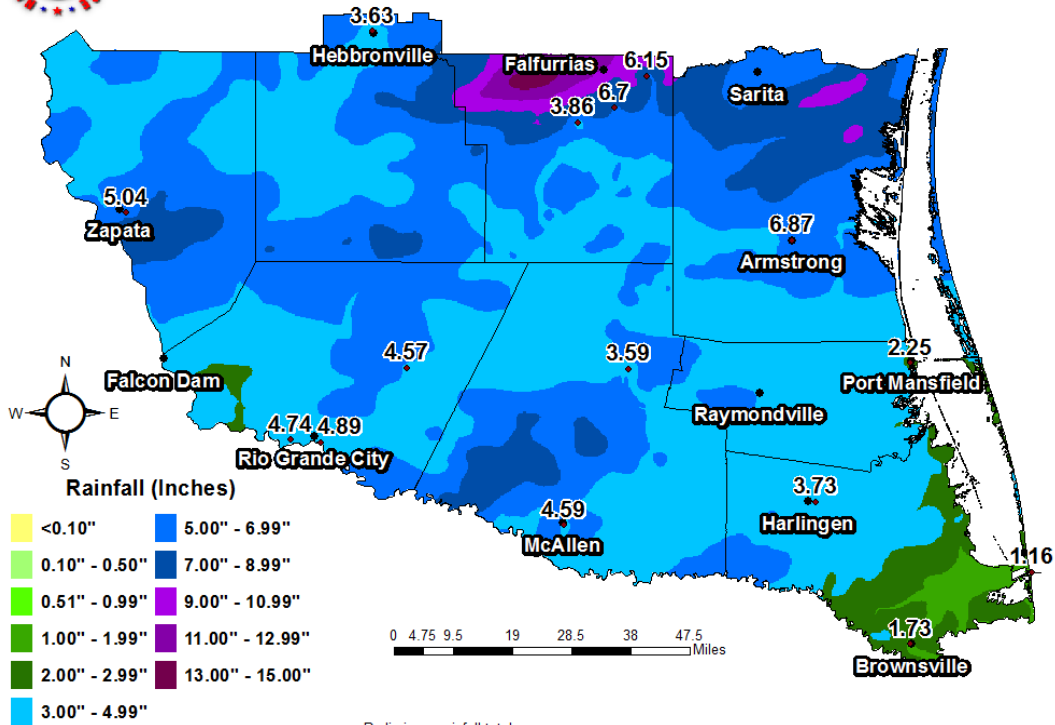 3.63
Hebbronville
Falfurrias
6.15
Sarita
3.86
6.7
5.04
Zapata
6.87
Armstrong
N
W
E
S
Falcon Dam
4.57
3.59
2.25
Port Mansfield
Raymondville
4.74
4.89
Rio Grande City
3.73
Harlingen
4.59
McAllen
1.16
1.73
Brownsville
Rainfall (Inches)
<0.10"
0.10" - 0.50"
0.51" - 0.99"
1.00" - 1.99"
2.00" - 2.99"
3.00" - 4.99"
5.00" - 6.99"
7.00" - 8.99"
9.00" - 10.99"
11.00" - 12.99"
13.00" - 15.00"
0 4.75 9.5 19 28.5 38 47.5
Miles